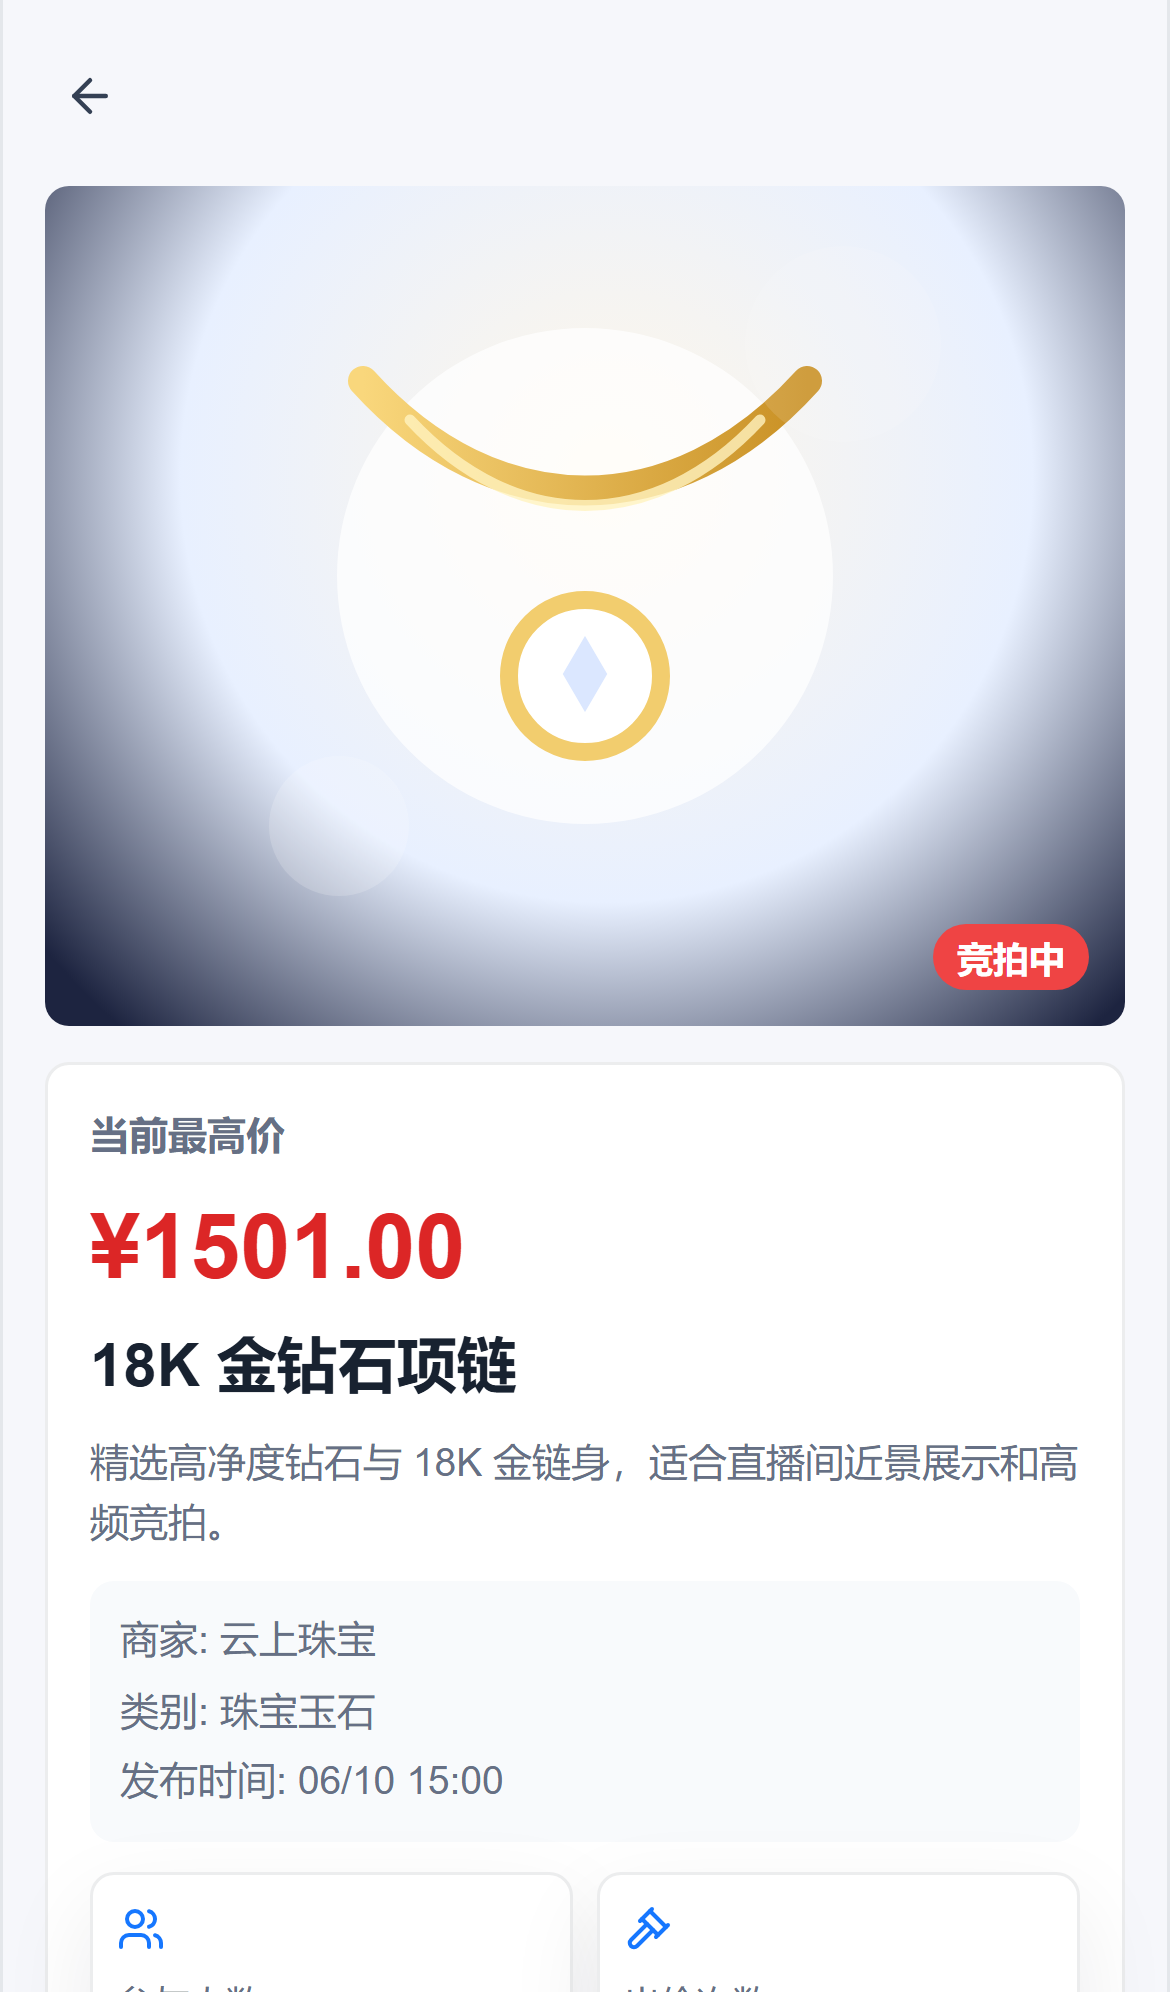 竞拍中
当前最高价
¥1501.00
18K 金钻石项链
精选高净度钻石与 18K 金链身，适合直播间近景展示和高
频竞拍。
商家: 云上珠宝
类别: 珠宝玉石
发布时间: 06/10 15:00